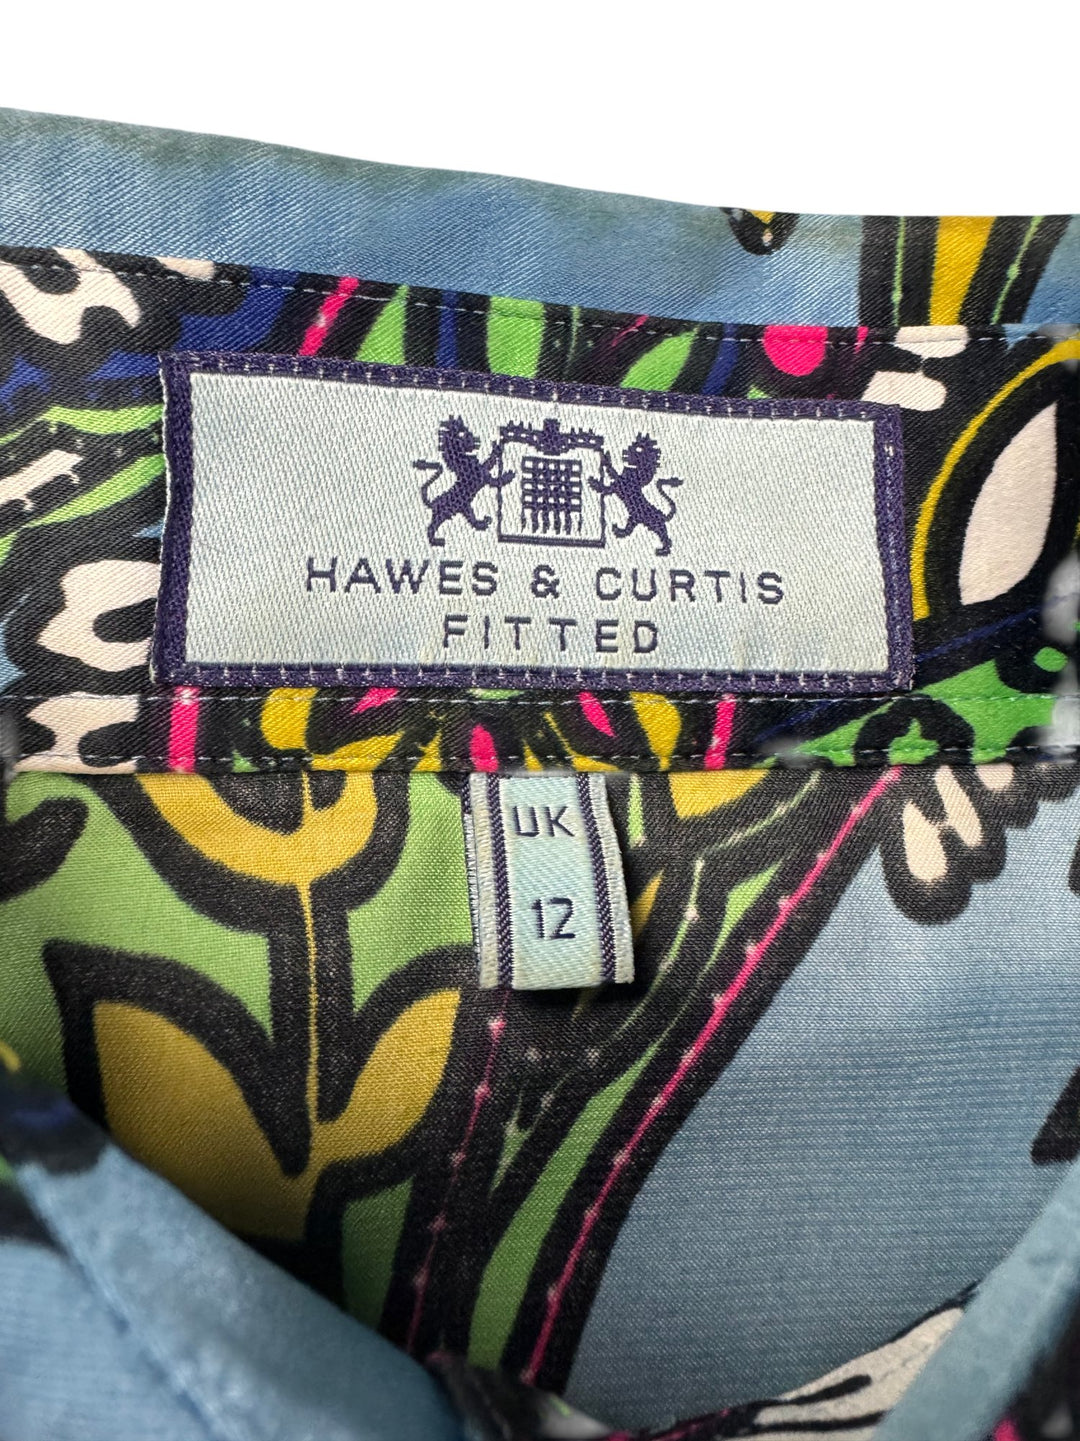 HAWES & CURTIS
FITTED
UK
12